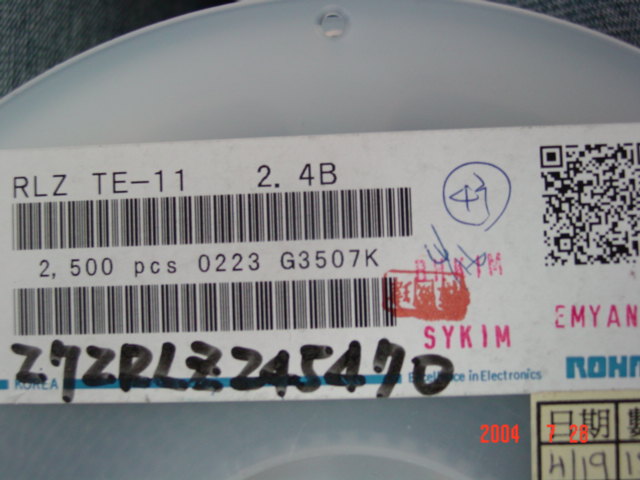 RLZ TE-11 2.4B
2,500 pcs 0223 G3507K
BHKIM
SYKIM
EMYAN
KOREA
Excellence in Electronics
ROHM
2004 7 28
日期
4/19